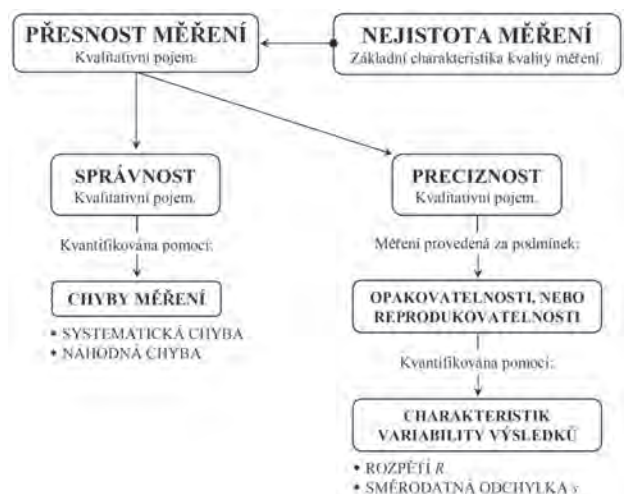 PŘESNOST MĚŘENÍ
Kvalitativní pojem.
NEJISTOTA MĚŘENÍ
Základní charakteristika kvality měření.
SPRÁVNOST
Kvalitativní pojem.
Kvantifikována pomocí:
CHYBY MĚŘENÍ
• SYSTEMATICKÁ CHYBA
• NÁHODNÁ CHYBA
PRECIZNOST
Kvalitativní pojem.
Měření provedená za podmínek:
OPAKOVATELNOSTI, NEBO
REPRODUKOVATELNOSTI
Kvantifikována pomocí:
CHARAKTERISTIK
VARIABILITY VÝSLEDKŮ
• ROZPĚTÍ R
• SMĚRODATNÁ ODCHYLKA s